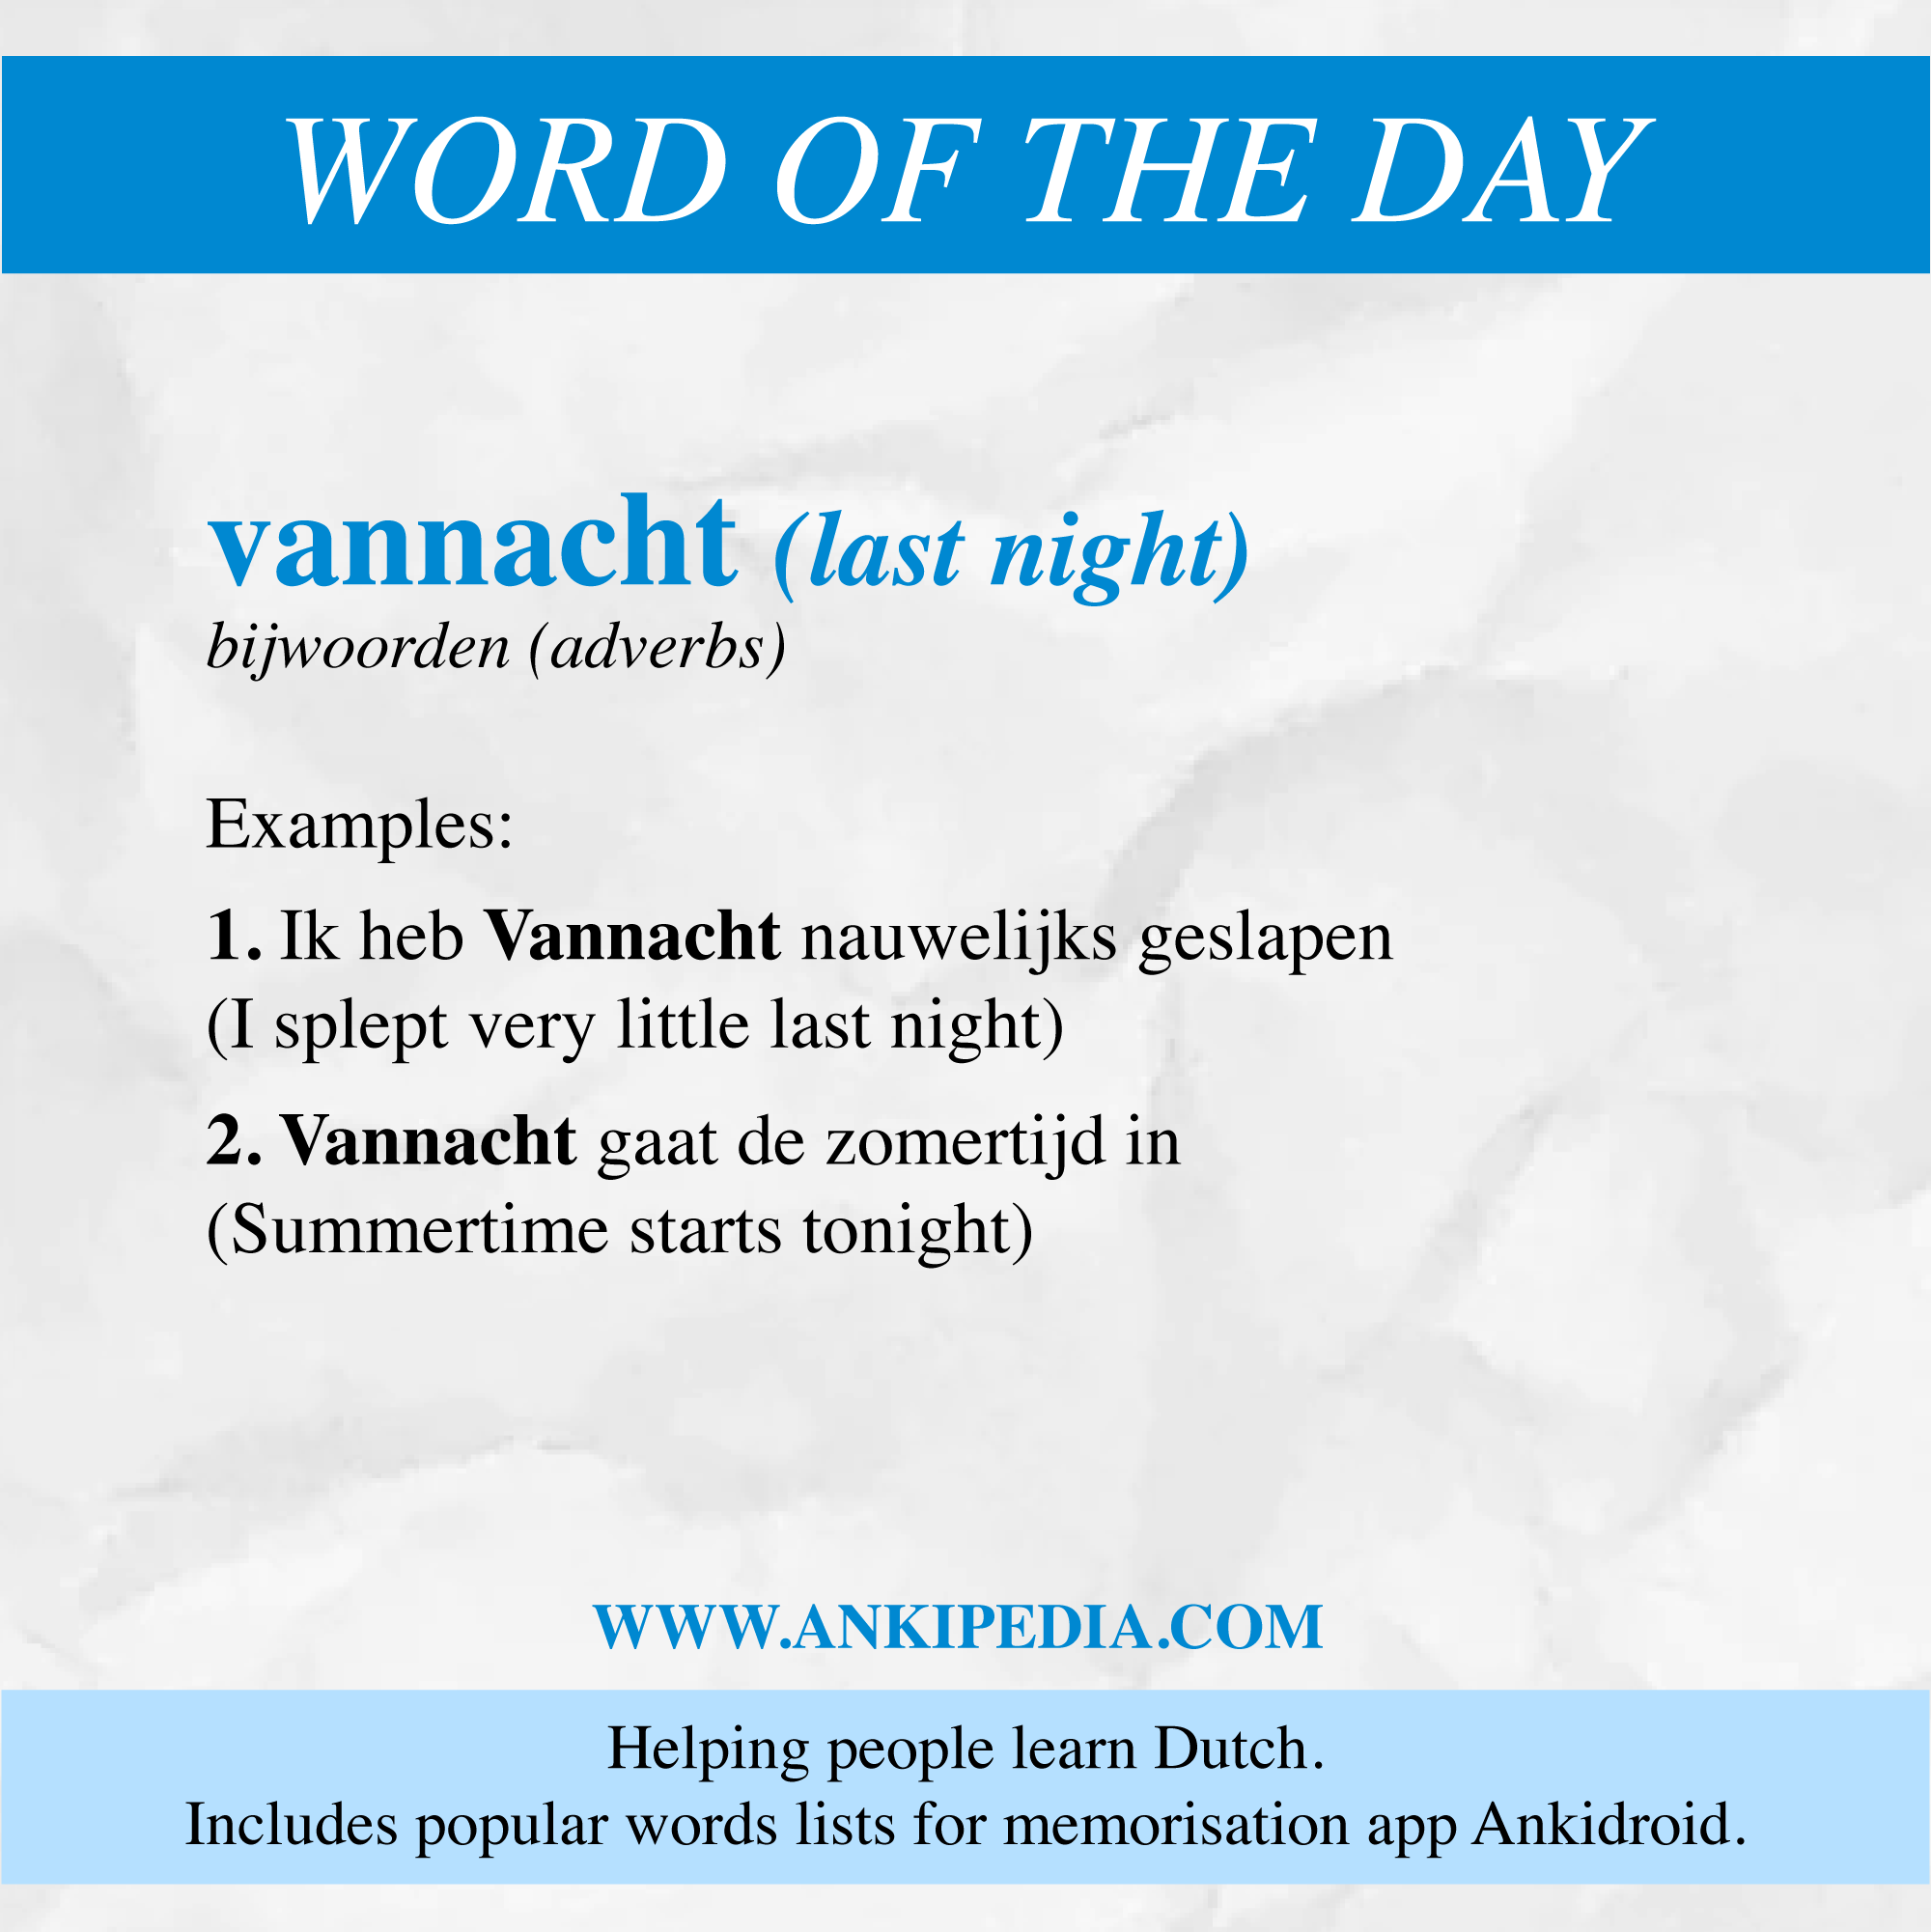 WORD OF THE DAY
vannacht (last night)
bijwoorden (adverbs)
Examples:
1. Ik heb Vannacht nauwelijks geslapen
(I splept very little last night)
2. Vannacht gaat de zomertijd in
(Summertime starts tonight)
WWW.ANKIPEDIA.COM
Helping people learn Dutch.
Includes popular words lists for memorisation app Ankidroid.